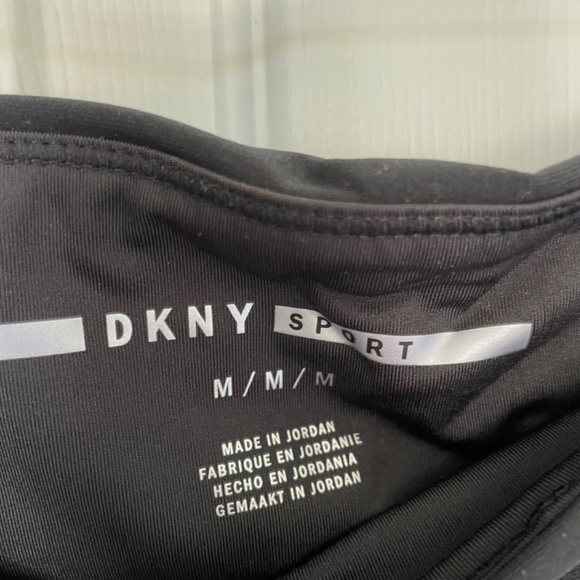 DKNY SPORT
M/M/M
MADE IN JORDAN
FABRIQUE EN JORDANIE
HECHO EN JORDANIA
GEMAAKT IN JORDAN